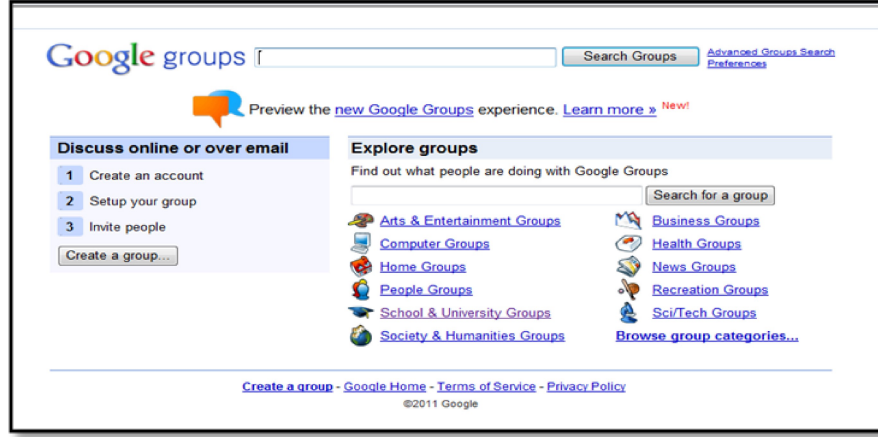 Google groups
Search Groups
Advanced Groups Search
Preferences
Preview the new Google Groups experience. Learn more » New!
Discuss online or over email
1 Create an account
2 Setup your group
3 Invite people
Create a group...
Explore groups
Find out what people are doing with Google Groups
Search for a group
Arts & Entertainment Groups
Computer Groups
Home Groups
People Groups
School & University Groups
Society & Humanities Groups
Business Groups
Health Groups
News Groups
Recreation Groups
Sci/Tech Groups
Browse group categories...
Create a group - Google Home - Terms of Service - Privacy Policy
©2011 Google